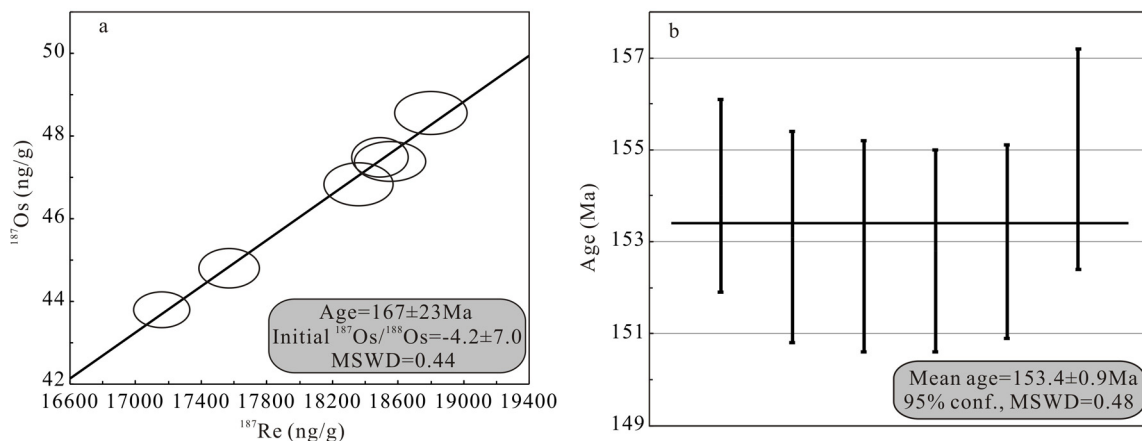 a
50
48
46
44
42
¹⁸⁷Os (ng/g)
Age=167±23Ma
Initial ¹⁸⁷Os/¹⁸⁸Os=-4.2±7.0
MSWD=0.44
16600 17000 17400 17800 18200 18600 19000 19400
¹⁸⁷Re (ng/g)
b
157
155
153
151
149
Age (Ma)
Mean age=153.4±0.9Ma
95% conf., MSWD=0.48